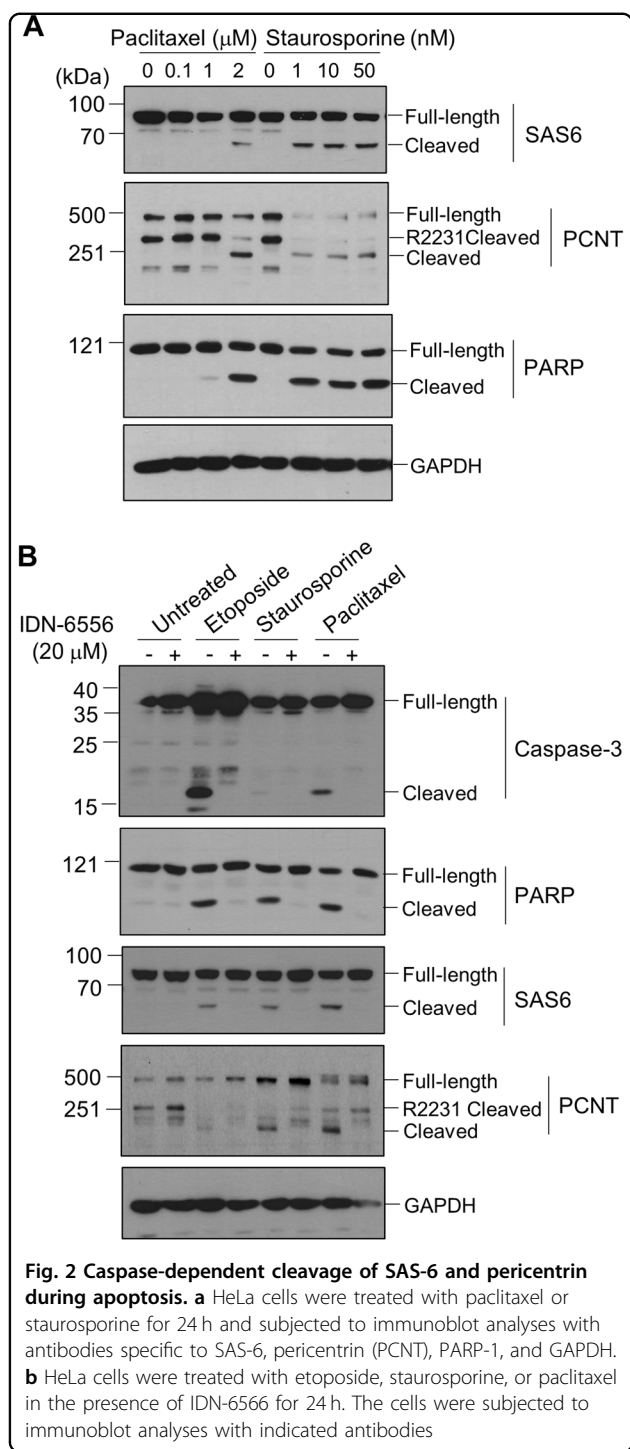 A
Paclitaxel (μM) Staurosporine (nM)
(kDa) 0 0.1 1 2 0 1 10 50
100
70
Full-length
Cleaved
SAS6
500
251
Full-length
R2231Cleaved
Cleaved
PCNT
121
Full-length
Cleaved
PARP
GAPDH
B
Untreated Etoposide Staurosporine Paclitaxel
IDN-6556
(20 μM) - + - + - + - +
40
35
25
15
Full-length
Cleaved
Caspase-3
121
Full-length
Cleaved
PARP
100
70
Full-length
Cleaved
SAS6
500
251
Full-length
R2231 Cleaved
Cleaved
PCNT
GAPDH
Fig. 2 Caspase-dependent cleavage of SAS-6 and pericentrin
during apoptosis. a HeLa cells were treated with paclitaxel or
staurosporine for 24 h and subjected to immunoblot analyses with
antibodies specific to SAS-6, pericentrin (PCNT), PARP-1, and GAPDH.
b HeLa cells were treated with etoposide, staurosporine, or paclitaxel
in the presence of IDN-6566 for 24 h. The cells were subjected to
immunoblot analyses with indicated antibodies